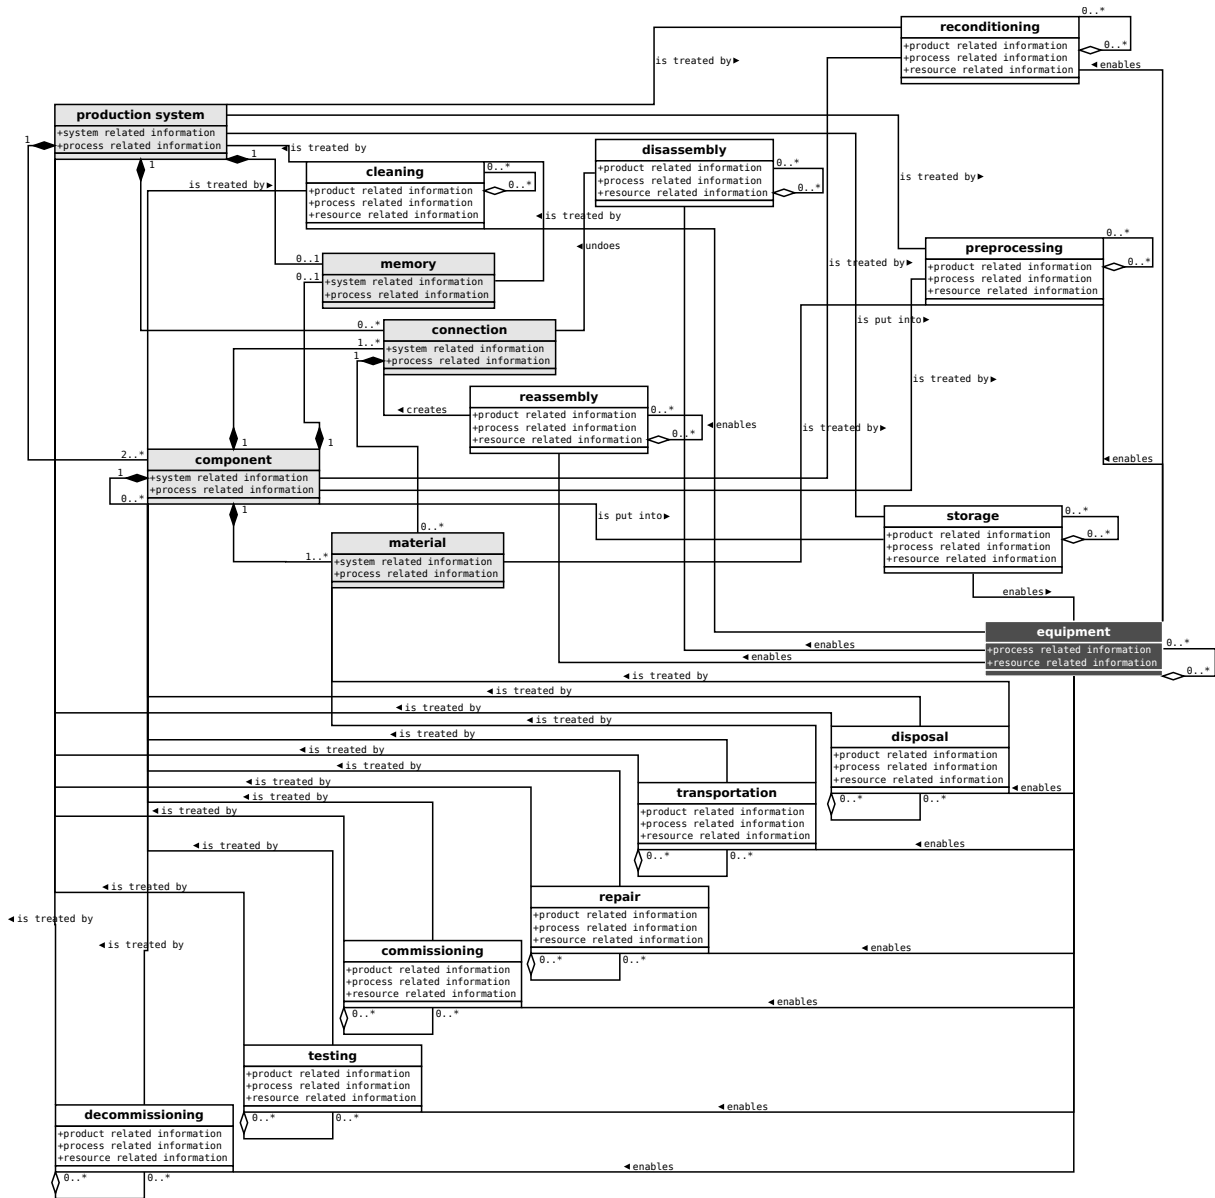 0..*
reconditioning
+product related information
0..*
+process related information
is treated by►
◄enables
+resource related information
production system
+system related information
1
+process related information
1
1
◄is treated by
disassembly
0..*
+product related information
+process related information
0..*
+resource related information
cleaning
0..*
is treated by►
+product related information
0..*
+process related information
+resource related information
◄is treated by
is treated by►
0..*
◄undoes
preprocessing
+product related information
0..*
+process related information
+resource related information
is treated by►
0..1
memory
0..1
+system related information
+process related information
is put into►
0..*
connection
1..*
+system related information
1
+process related information
is treated by►
reassembly
◄creates
+product related information
0..*
+process related information
+resource related information
0..*
◄enables
is treated by►
1
1
2..*
component
1
+system related information
+process related information
0..*
1
◄enables
is put into►
storage
0..*
+product related information
0..*
+process related information
+resource related information
0..*
material
1..*
+system related information
+process related information
enables►
equipment
0..*
+process related information
+resource related information
0..*
◄enables
◄enables
◄is treated by
◄is treated by
◄is treated by
◄is treated by
◄is treated by
◄is treated by
◄is treated by
◄is treated by
◄is treated by
◄is treated by
◄is treated by
◄is treated by
◄is treated by
◄is treated by
disposal
+product related information
+process related information
+resource related information
0..*
0..*
◄enables
transportation
+product related information
+process related information
+resource related information
0..*
0..*
◄enables
repair
+product related information
+process related information
+resource related information
0..*
0..*
◄enables
commissioning
+product related information
+process related information
+resource related information
0..*
0..*
◄enables
testing
+product related information
+process related information
+resource related information
0..*
0..*
◄enables
decommissioning
+product related information
+process related information
+resource related information
0..*
0..*
◄enables